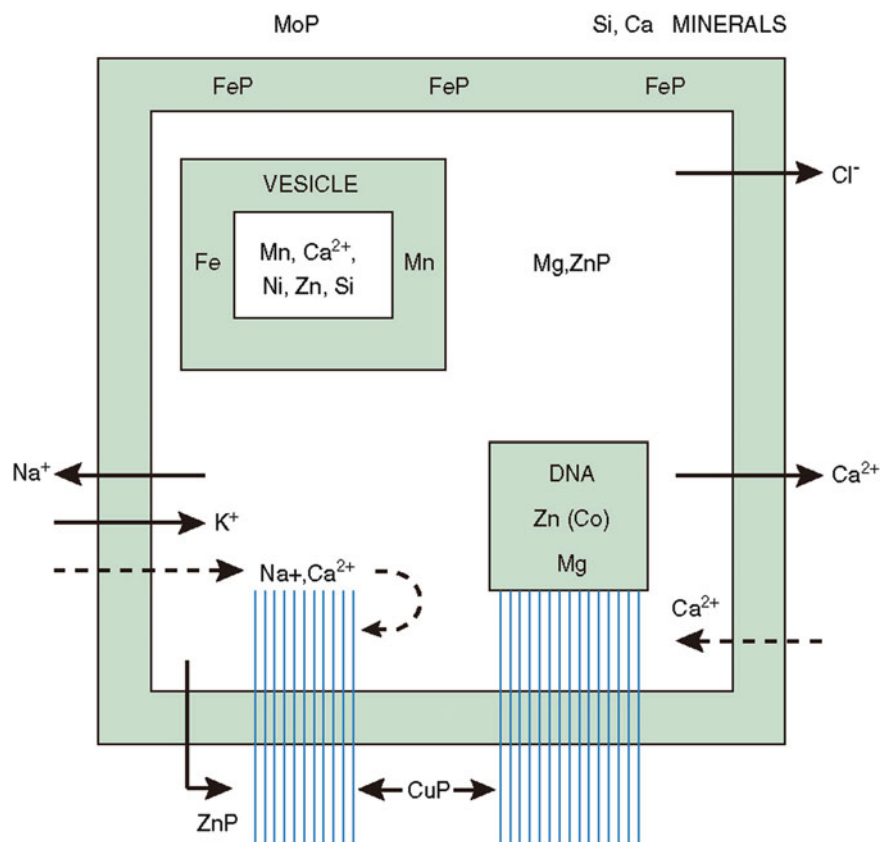 MoP Si, Ca MINERALS
FeP FeP FeP
VESICLE
Cl⁻
Fe Mn, Ca²⁺, Mn
Ni, Zn, Si
Mg,ZnP
Na⁺
DNA
Ca²⁺
K⁺
Zn (Co)
Mg
Na+,Ca²⁺
Ca²⁺
CuP
ZnP